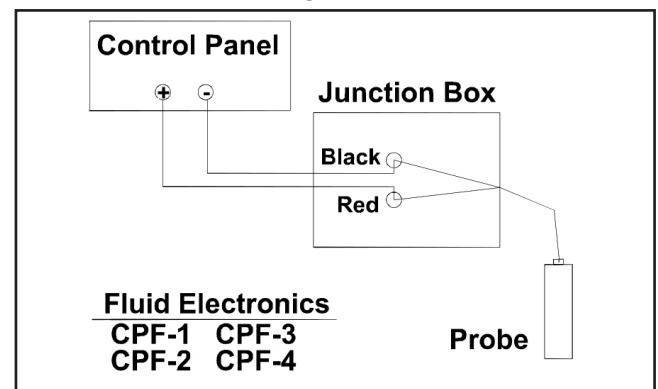 Control Panel
+ -
Junction Box
Black
Red
Fluid Electronics
CPF-1 CPF-3
CPF-2 CPF-4
Probe